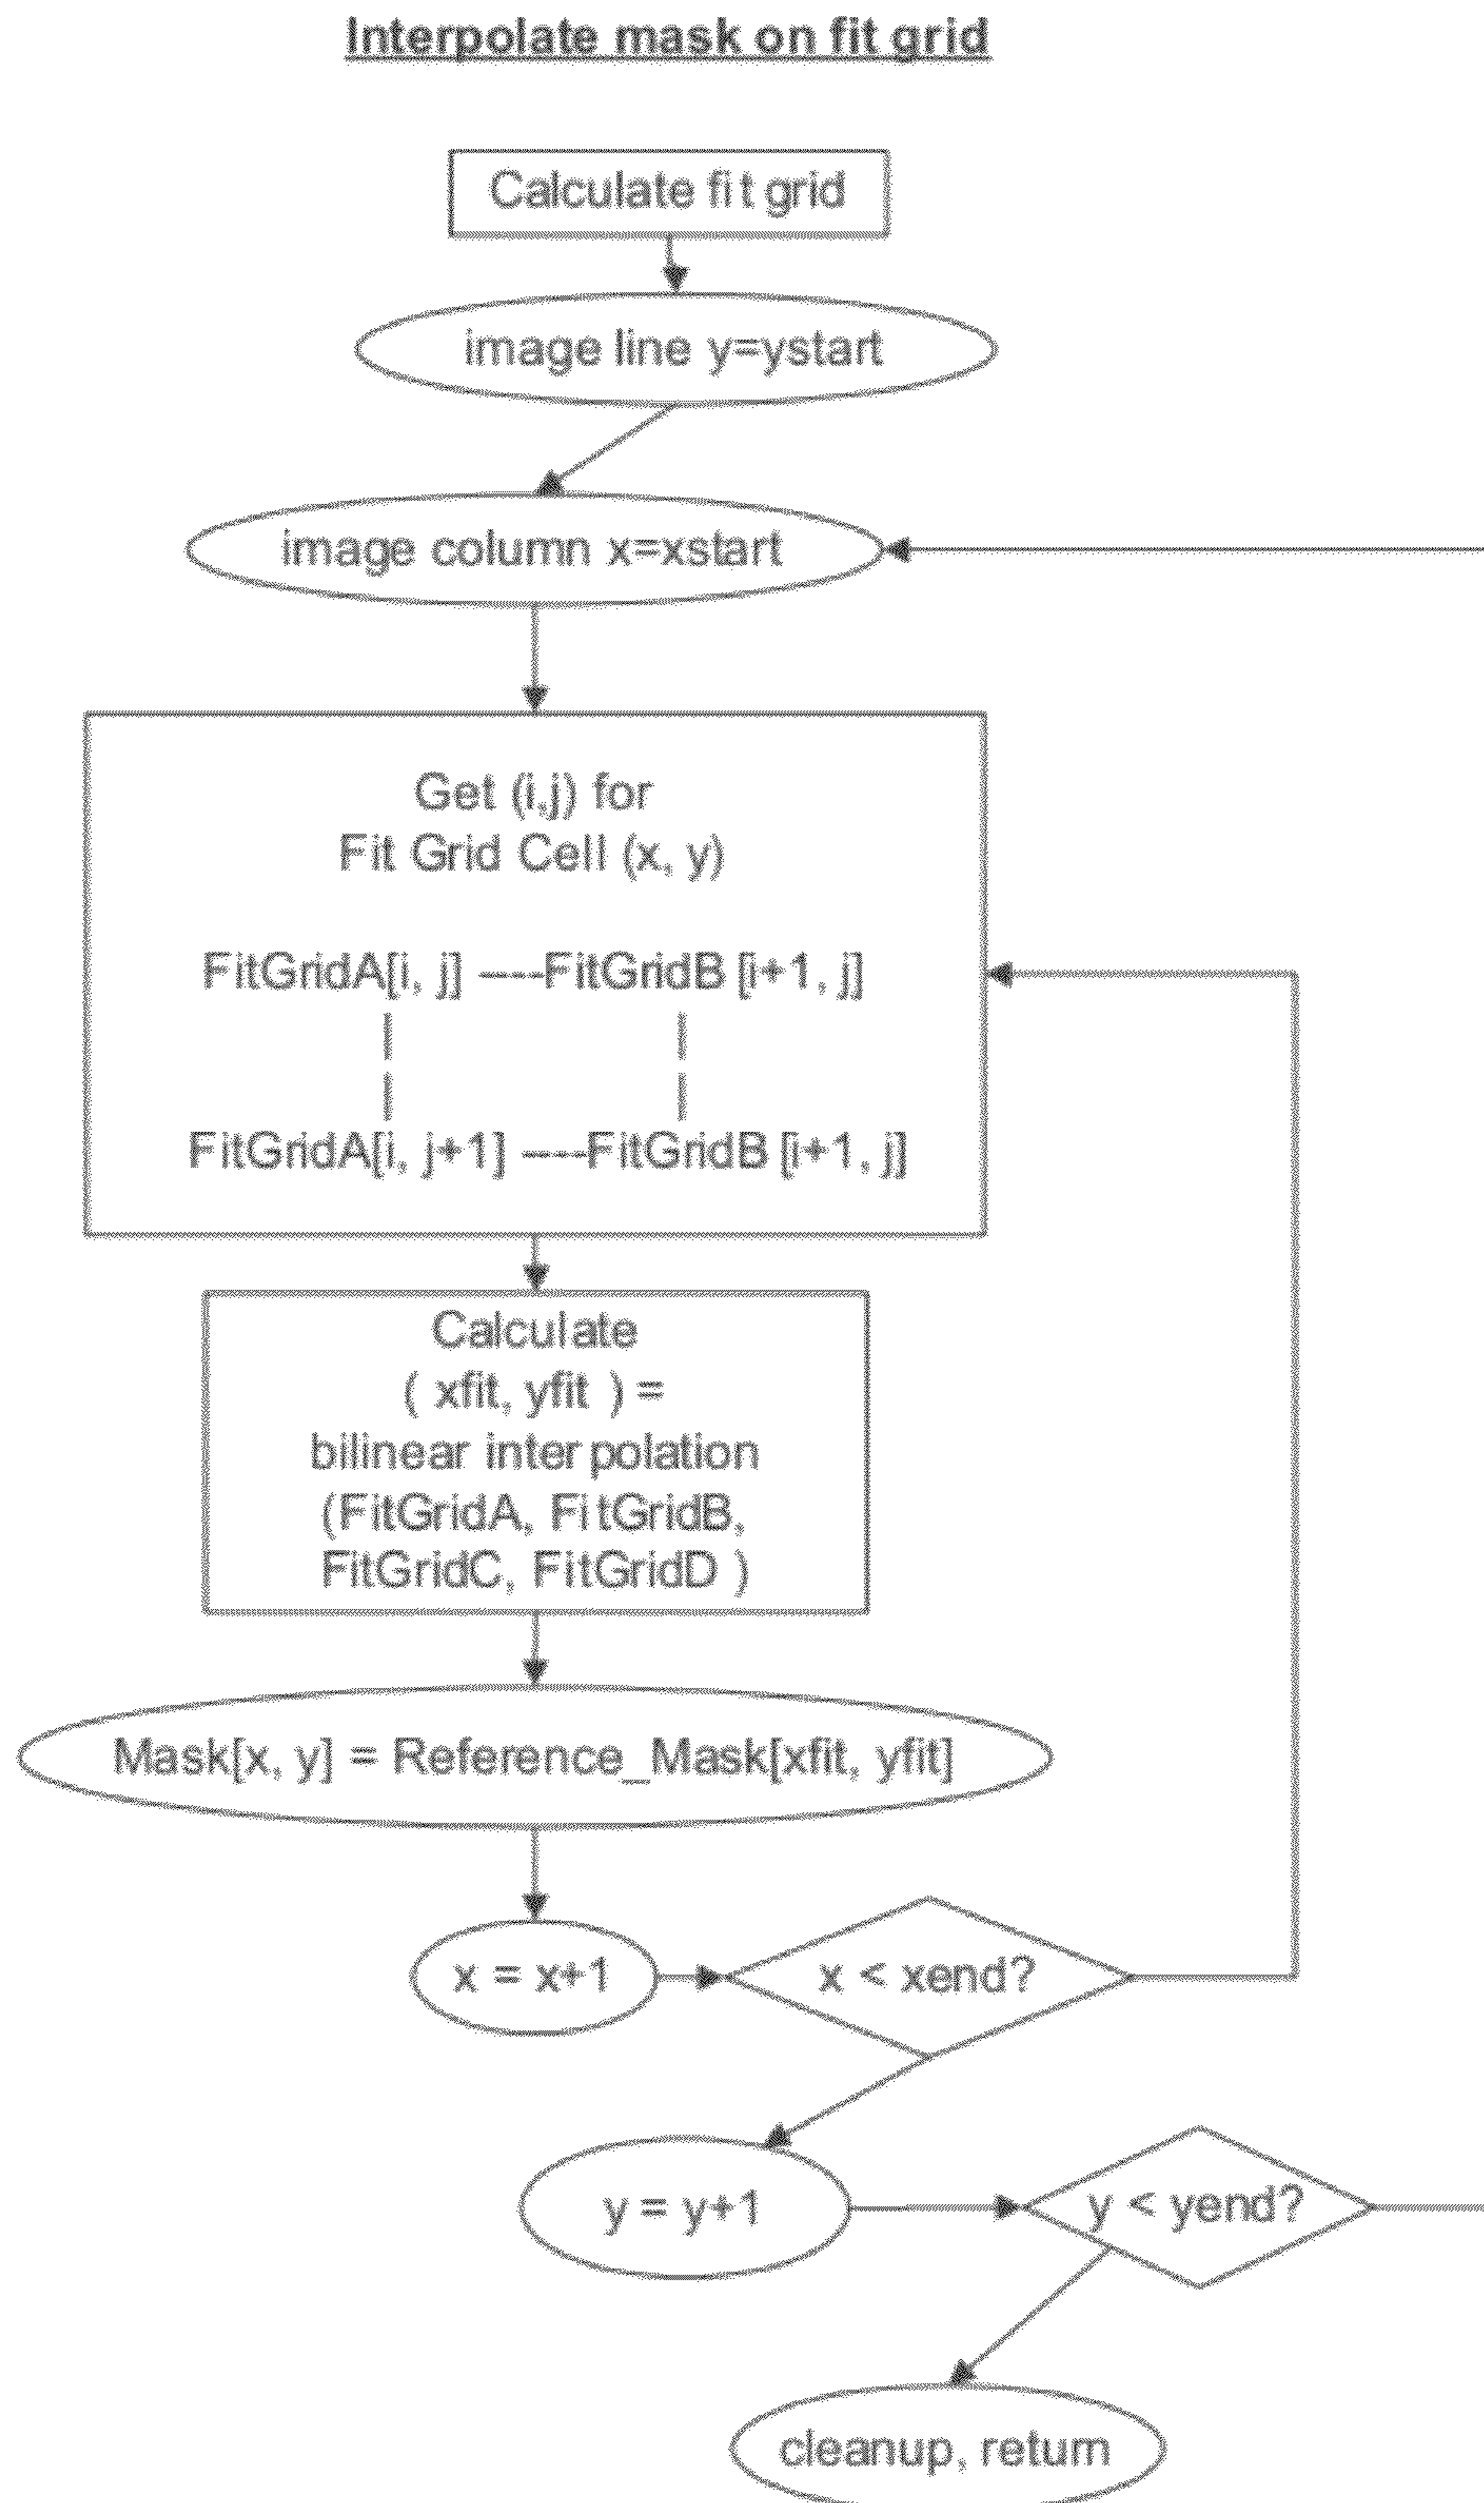 Interpolate mask on fit grid
Calculate fit grid
image line y=ystart
image column x=xstart
Get (i,j) for
Fit Grid Cell (x, y)
FitGridA[i, j] ----FitGridB [i+1, j]
| |
| |
FitGridA[i, j+1] ----FitGridB [i+1, j]
Calculate
( xfit, yfit ) =
bilinear interpolation
(FitGridA, FitGridB,
FitGridC, FitGridD )
Mask[x, y] = Reference_Mask[xfit, yfit]
x = x+1
x < xend?
y = y+1
y < yend?
cleanup, return